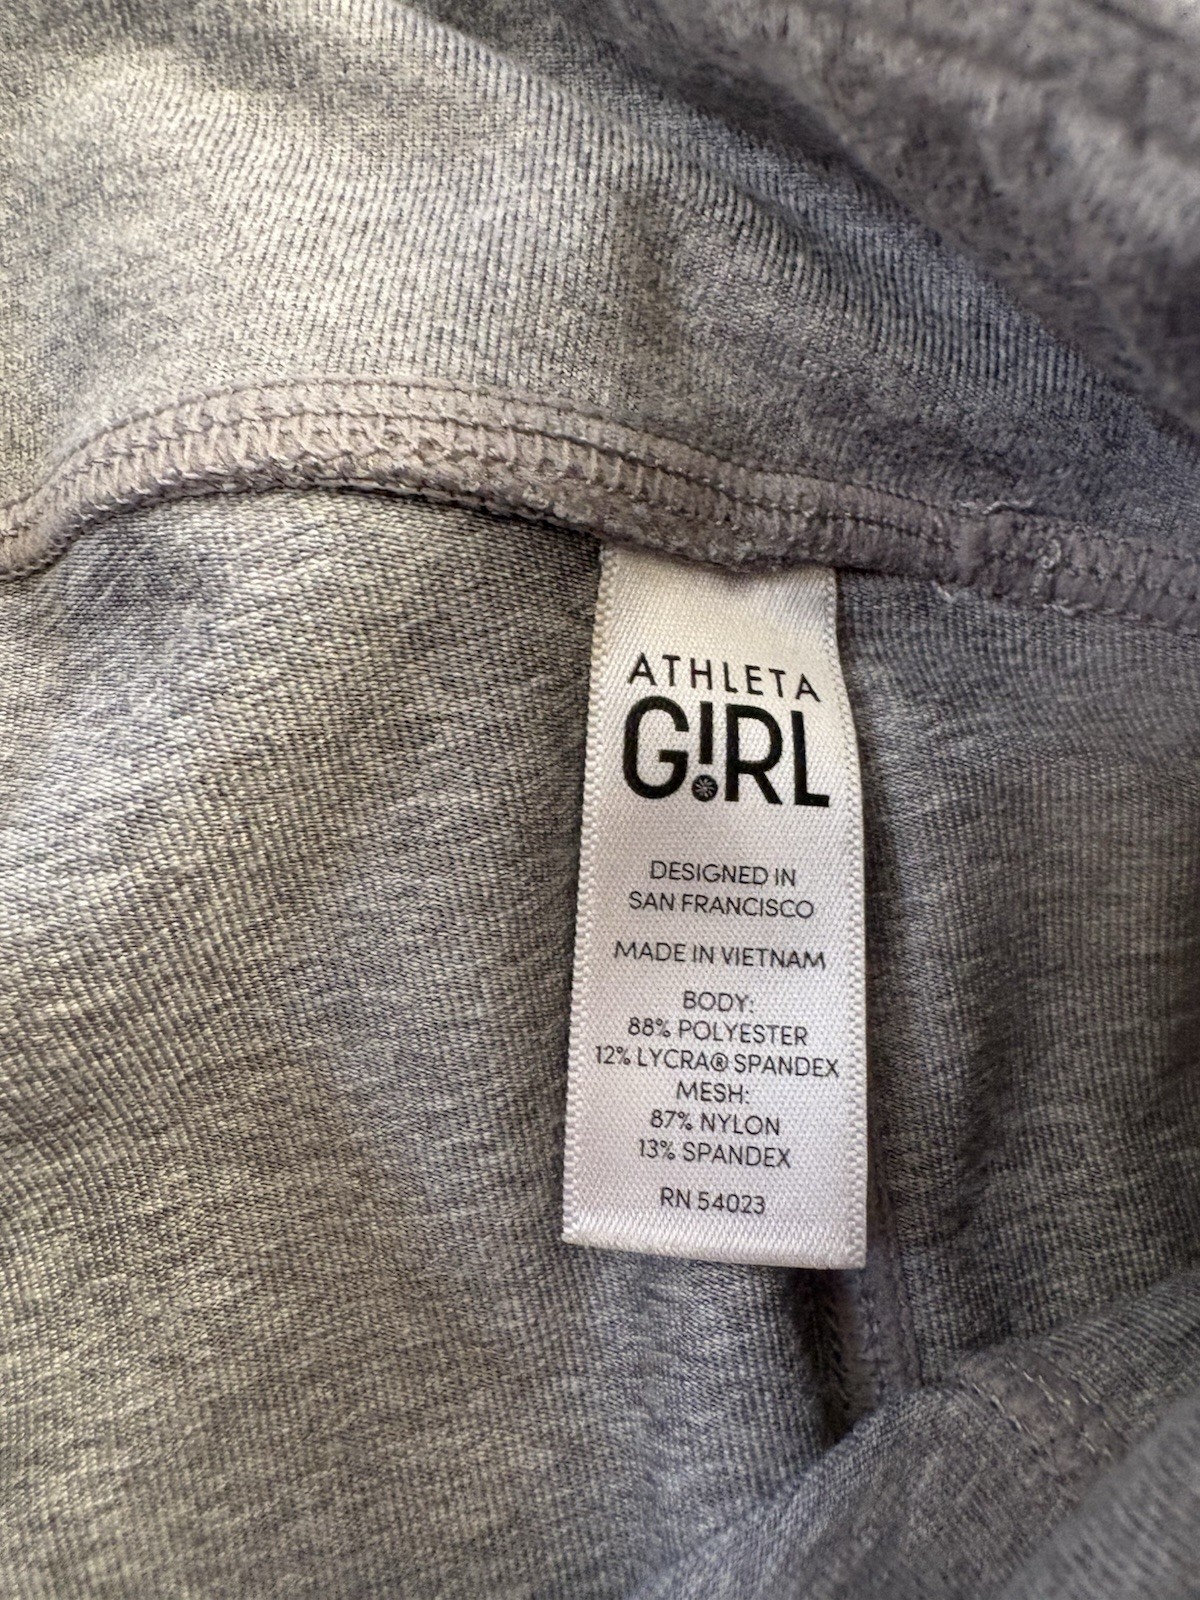 ATHLETA
G!RL
DESIGNED IN
SAN FRANCISCO
MADE IN VIETNAM
BODY:
88% POLYESTER
12% LYCRA® SPANDEX
MESH:
87% NYLON
13% SPANDEX
RN 54023